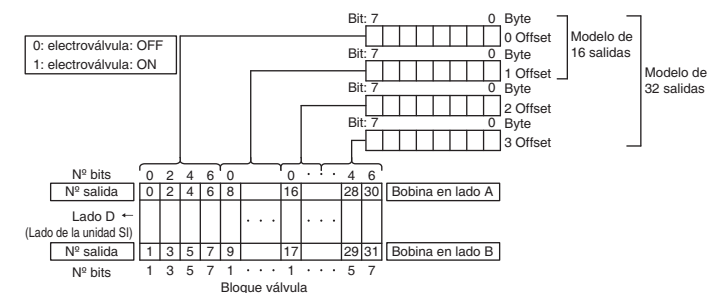 Bit: 7 0 Byte
0 Offset
Bit: 7 0 Byte
1 Offset
Bit: 7 0 Byte
2 Offset
Bit: 7 0 Byte
3 Offset
Modelo de
16 salidas
Modelo de
32 salidas
0: electroválvula: OFF
1: electroválvula: ON
Nº bits 0 2 4 6 0 0 · · · 4 6
Nº salida 0 2 4 6 8 16 28 30 Bobina en lado A
Lado D ←
(Lado de la unidad SI)
· · · · · ·
Nº salida 1 3 5 7 9 17 29 31 Bobina en lado B
Nº bits 1 3 5 7 1 · · · 1 · · · 5 7
Bloque válvula